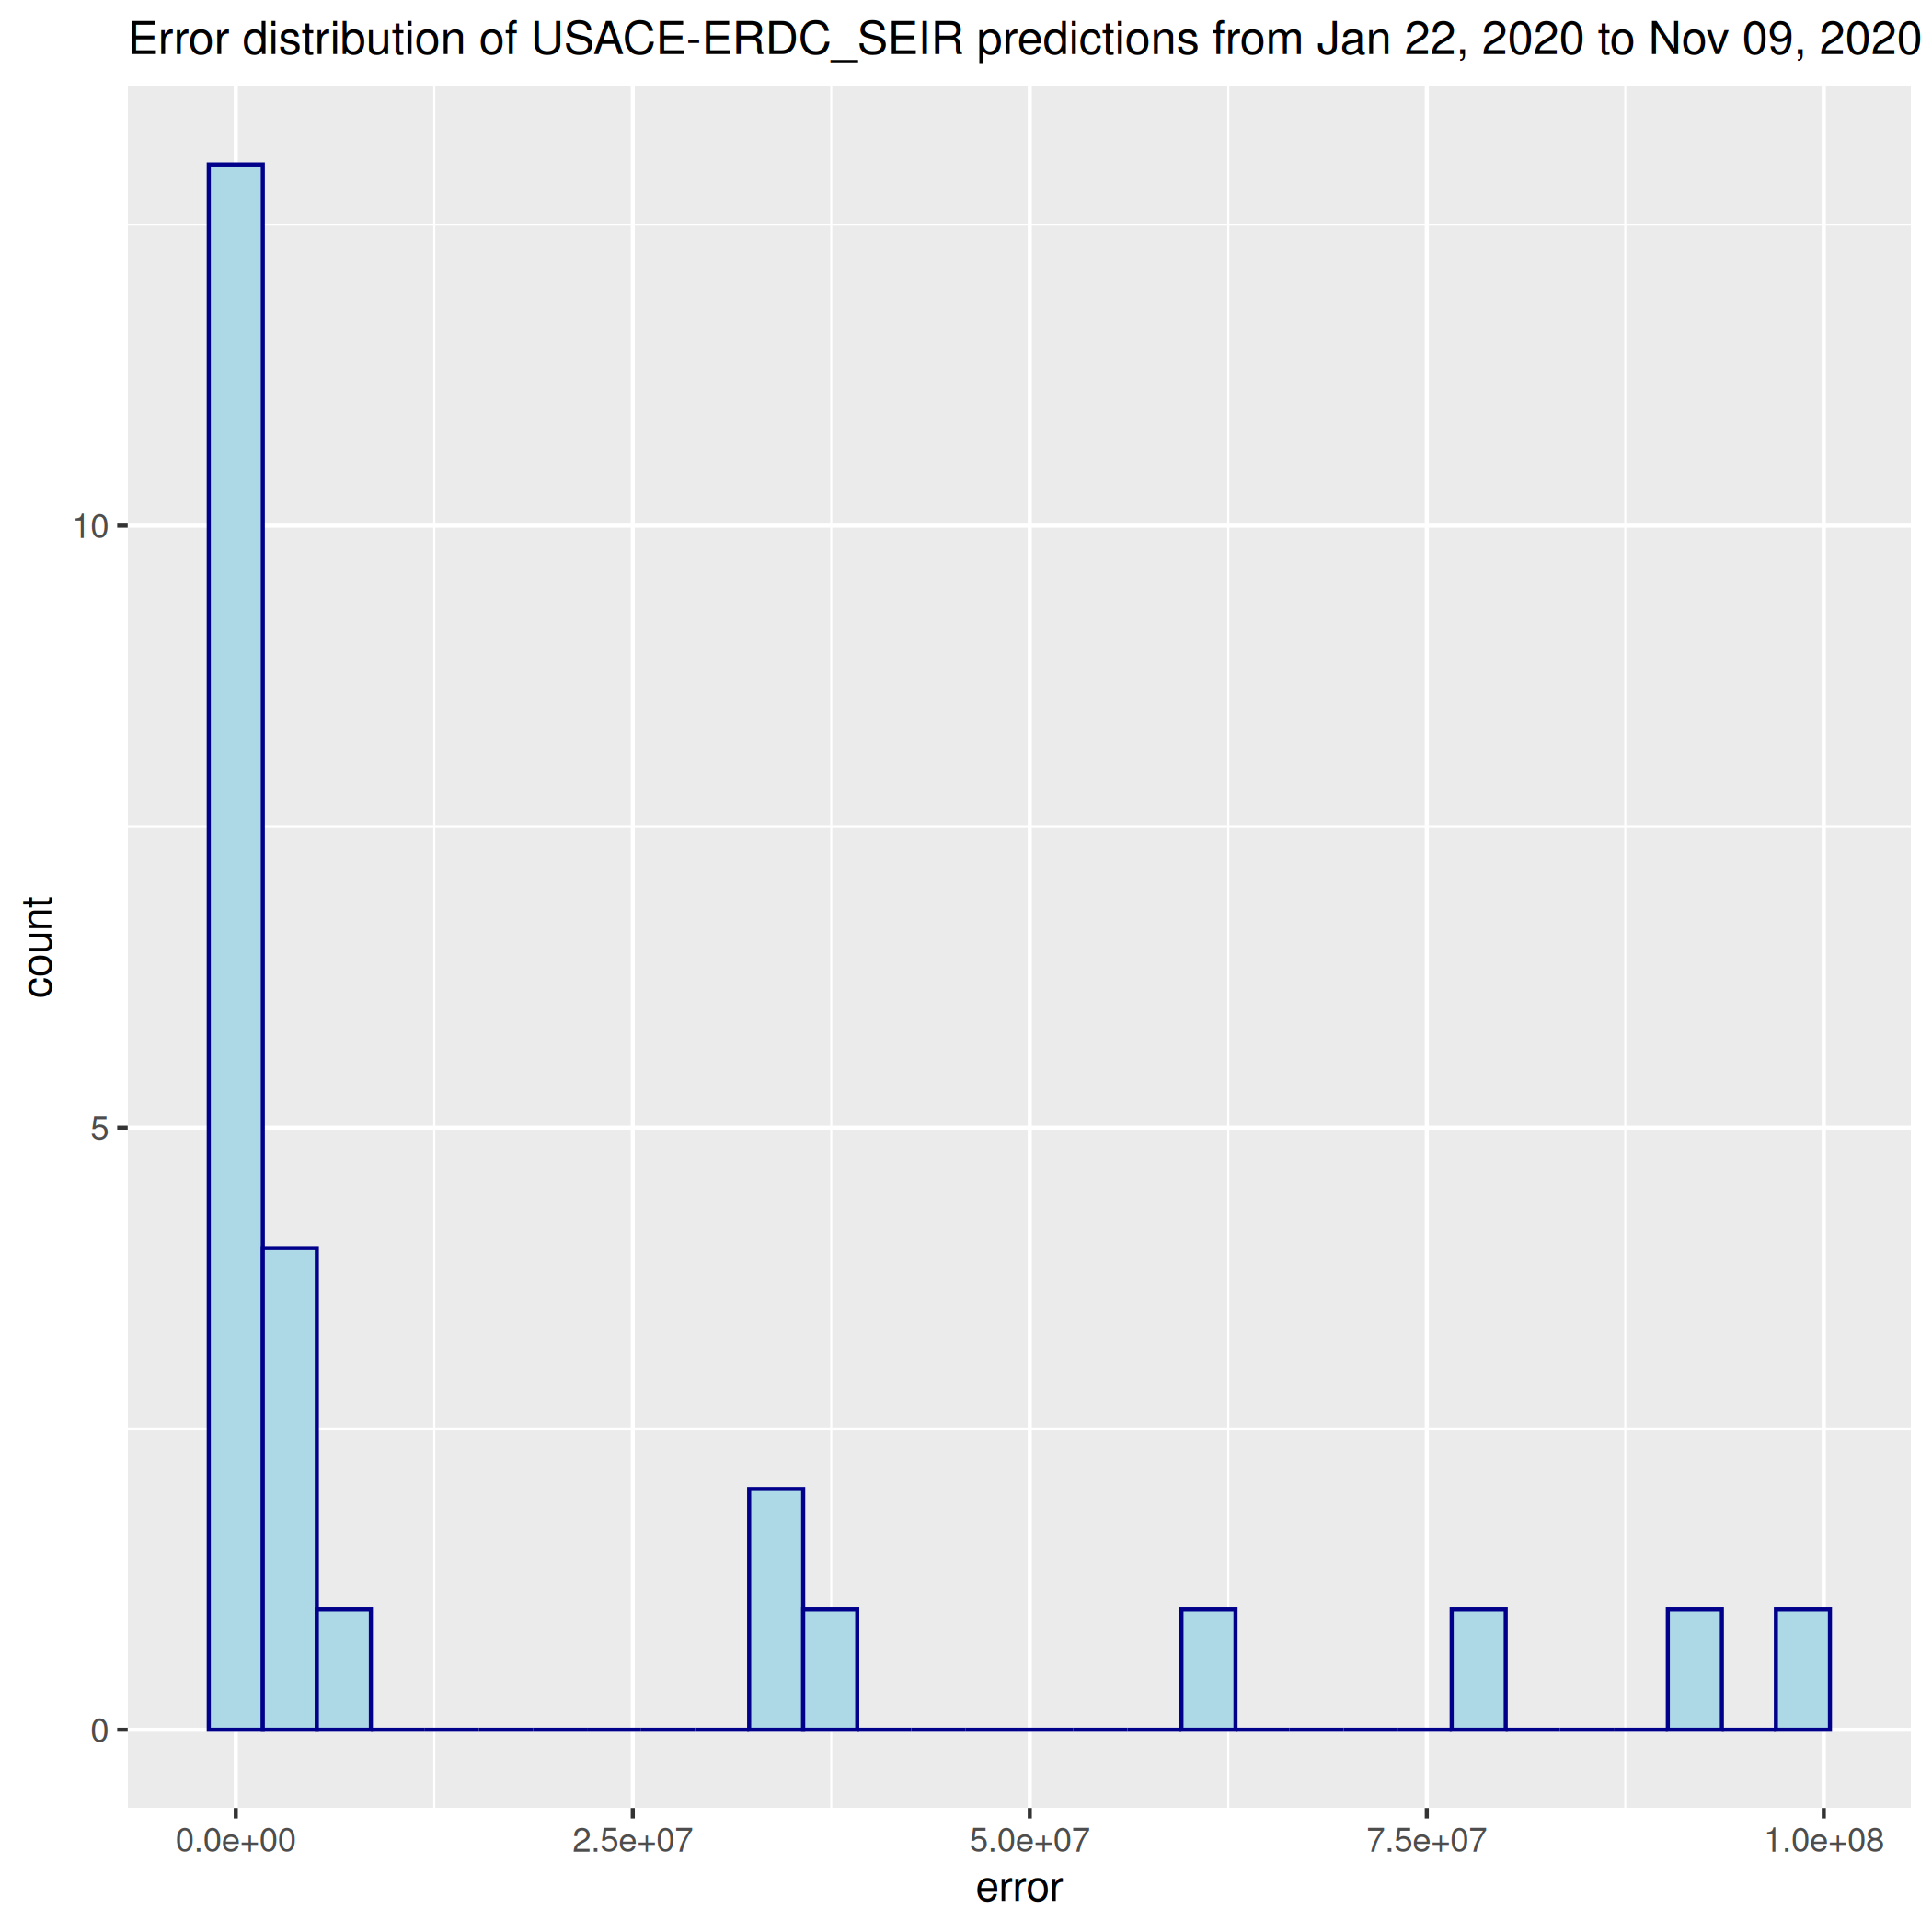 Error distribution of USACE-ERDC_SEIR predictions from Jan 22, 2020 to Nov 09, 2020
10
5
0
count
0.0e+00 2.5e+07 5.0e+07 7.5e+07 1.0e+08
error